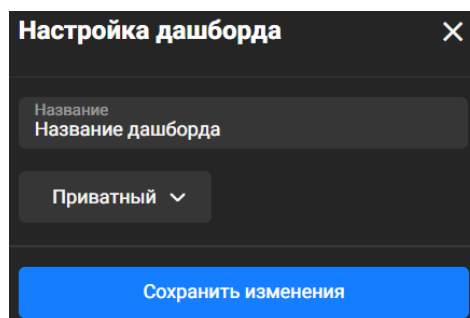 Настройка дашборда
Название
Название дашборда
Приватный
Сохранить изменения